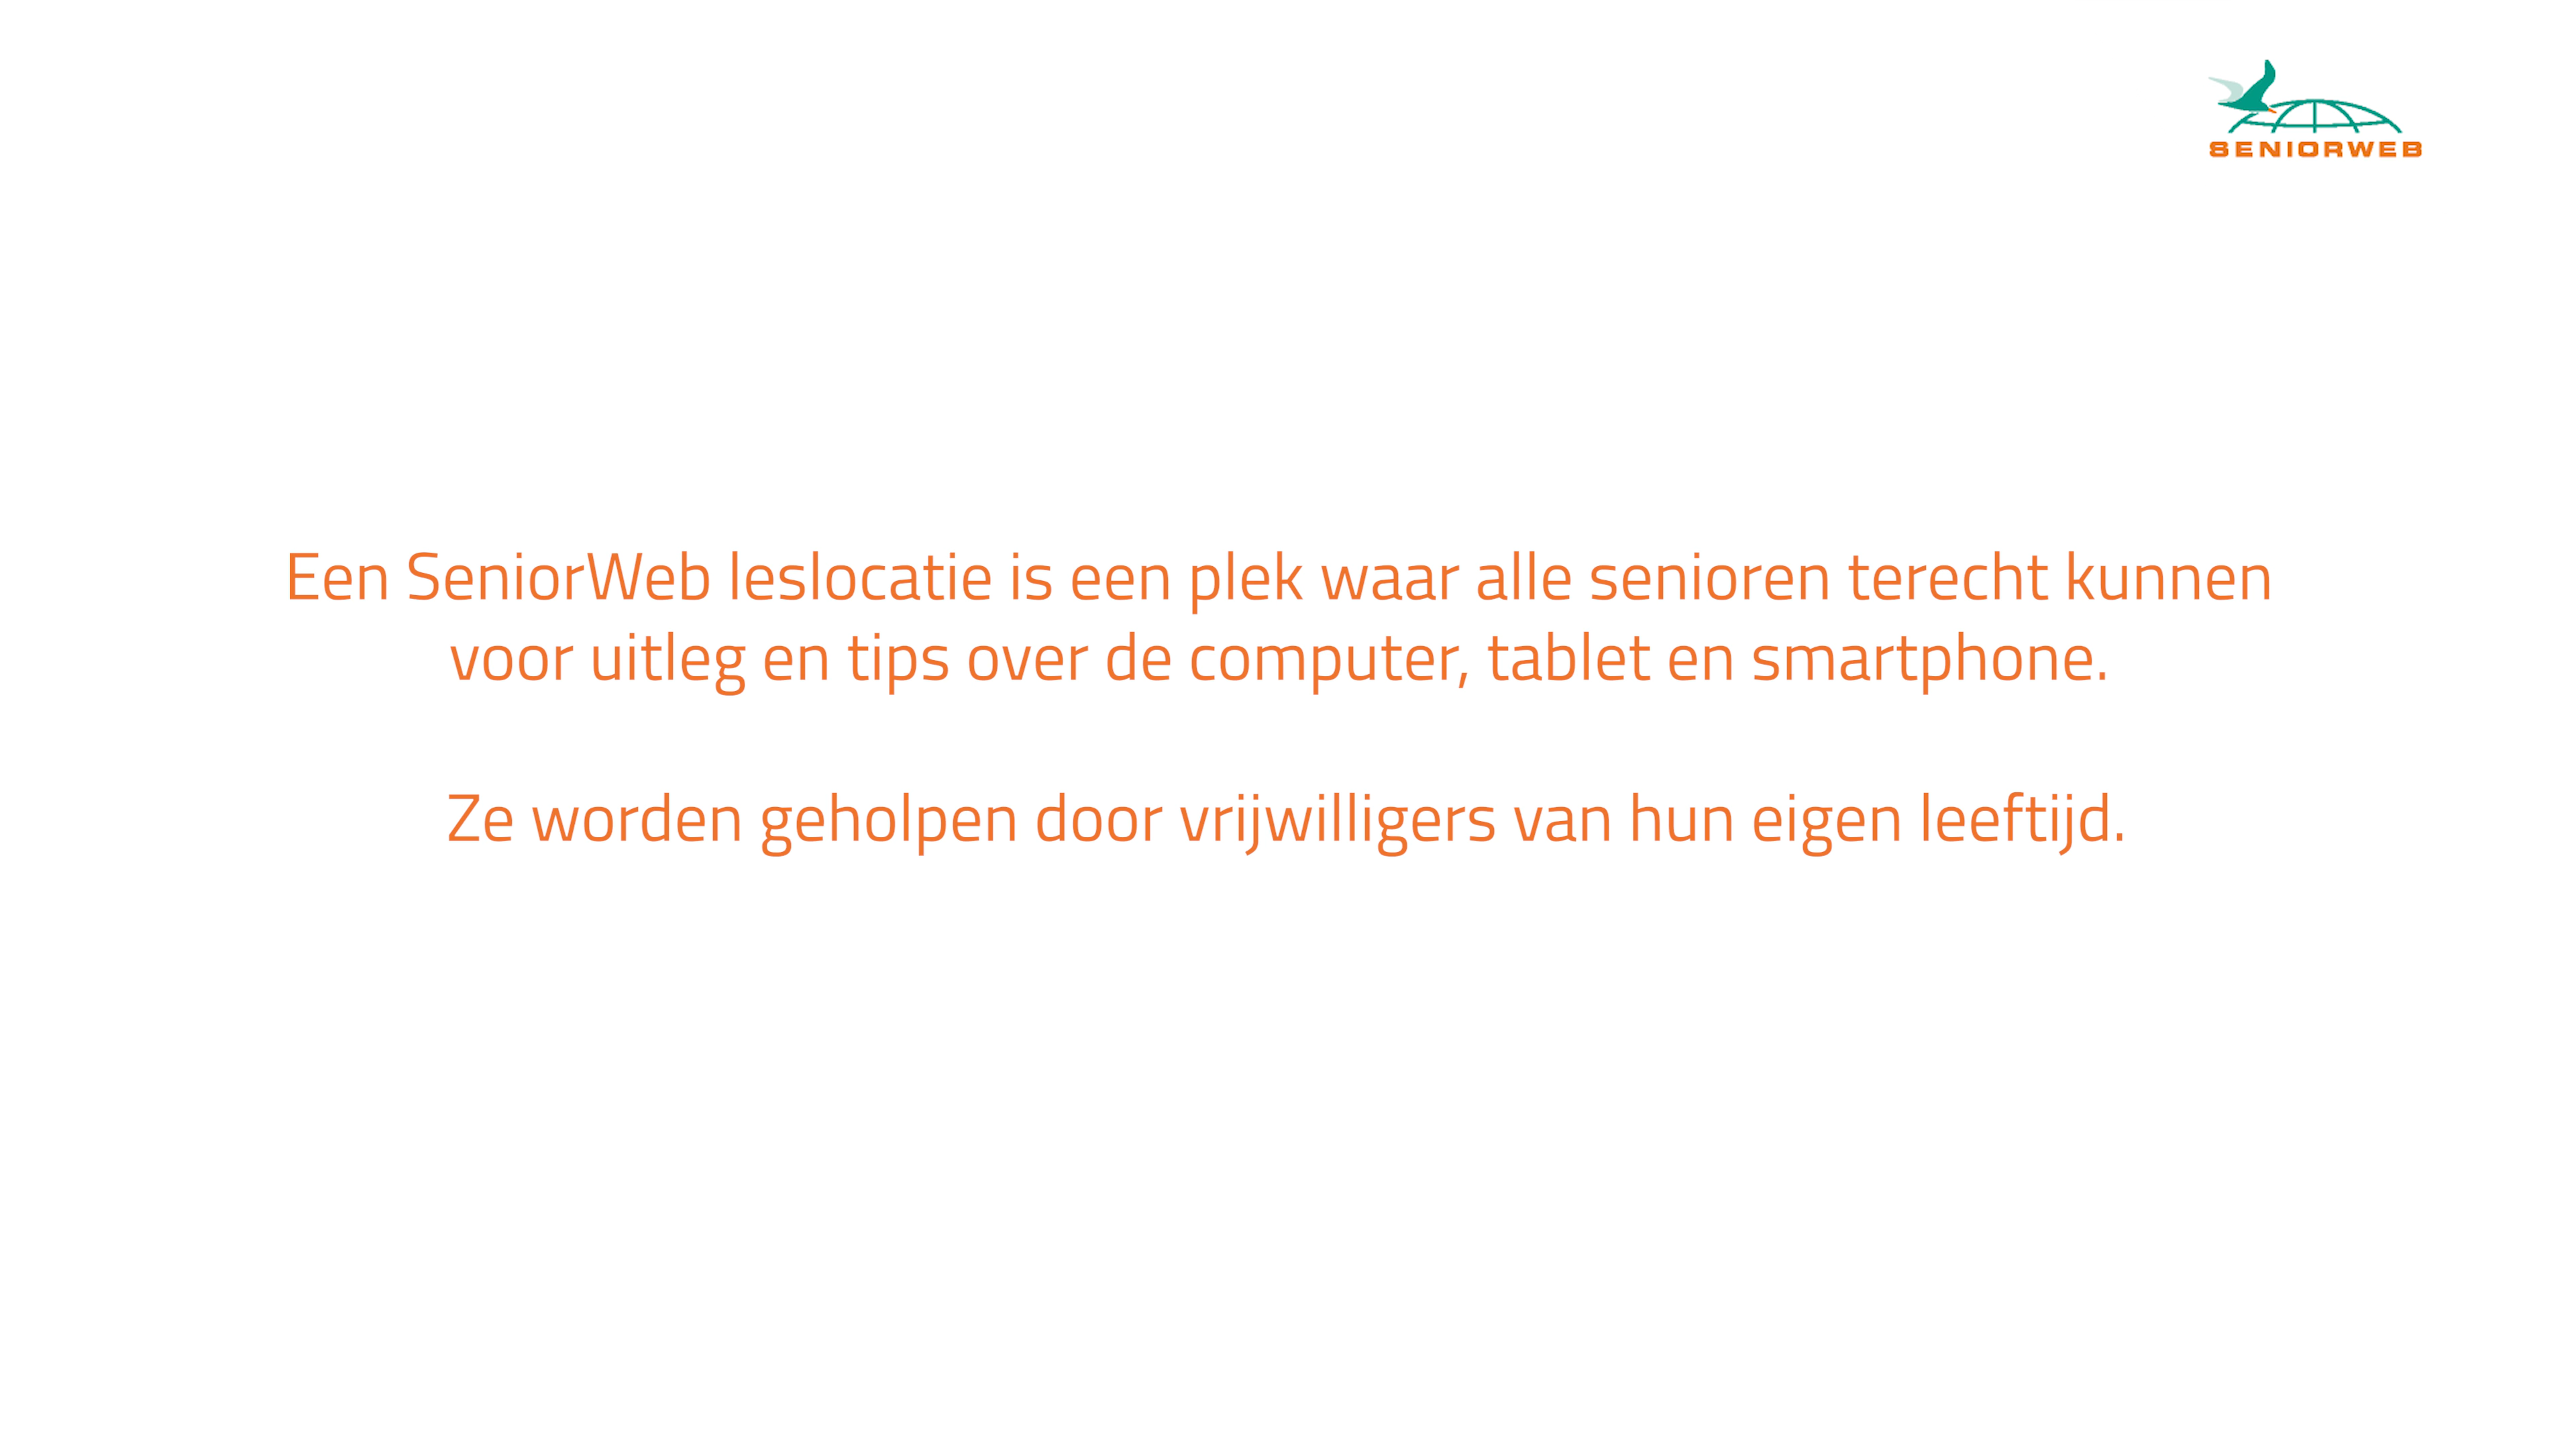 SENIORWEB
Een SeniorWeb leslocatie is een plek waar alle senioren terecht kunnen
voor uitleg en tips over de computer, tablet en smartphone.
Ze worden geholpen door vrijwilligers van hun eigen leeftijd.